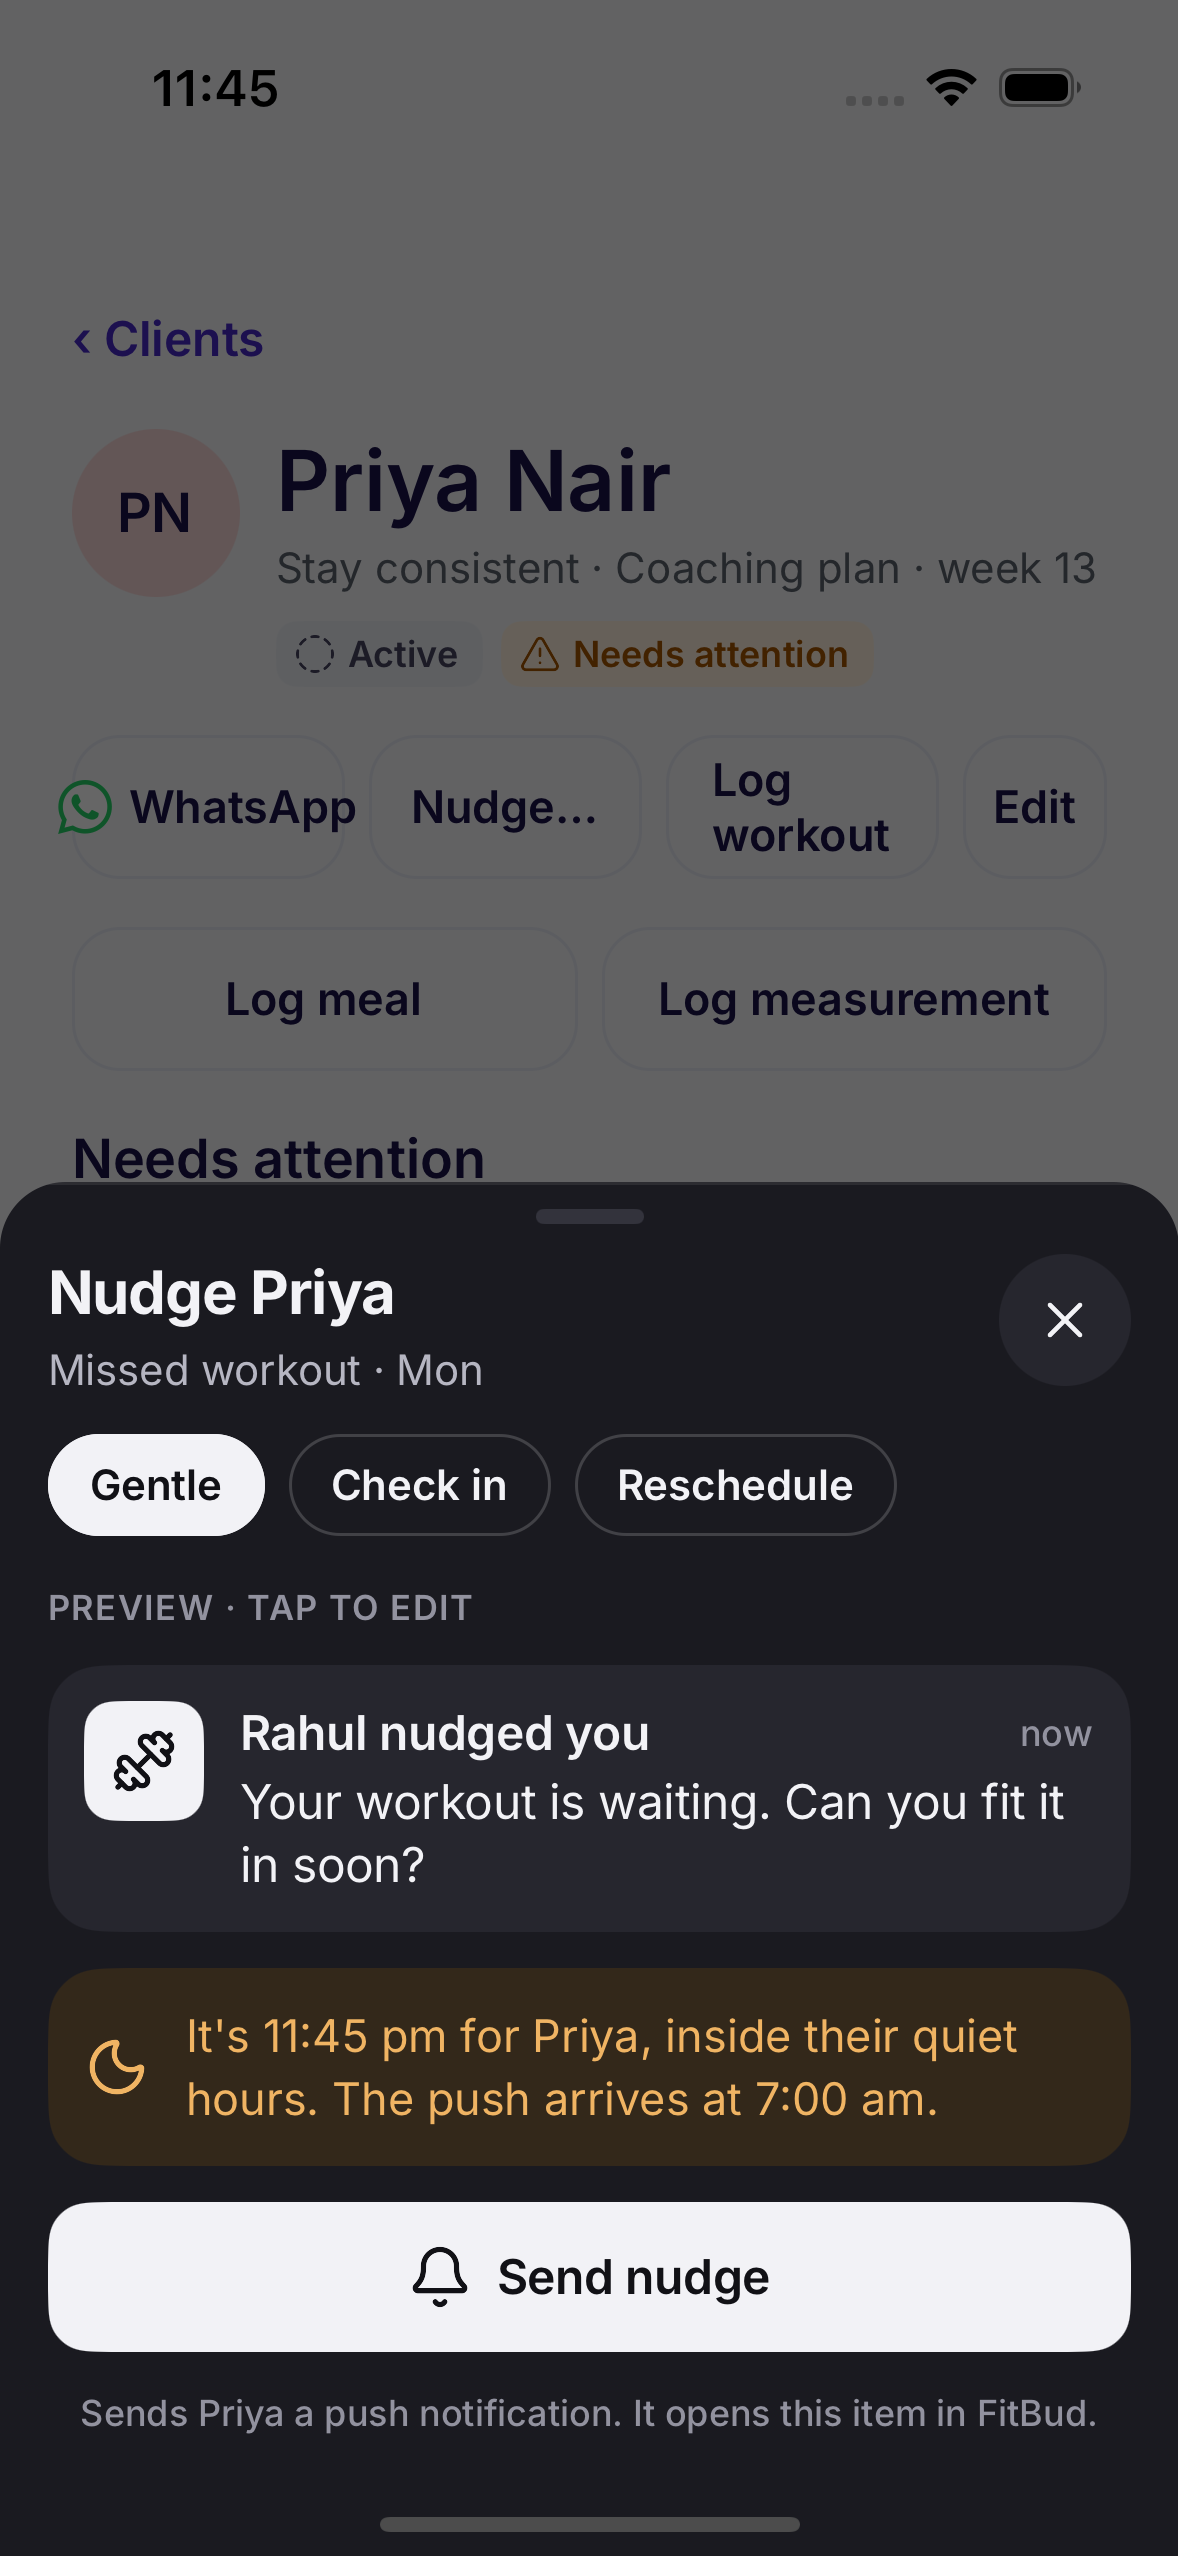 11:45
‹ Clients
PN
Priya Nair
Stay consistent · Coaching plan · week 13
Active
Needs attention
WhatsApp
Nudge...
Log
workout
Edit
Log meal
Log measurement
Needs attention
Nudge Priya
Missed workout · Mon
Gentle
Check in
Reschedule
PREVIEW · TAP TO EDIT
Rahul nudged you
now
Your workout is waiting. Can you fit it
in soon?
It's 11:45 pm for Priya, inside their quiet
hours. The push arrives at 7:00 am.
Send nudge
Sends Priya a push notification. It opens this item in FitBud.